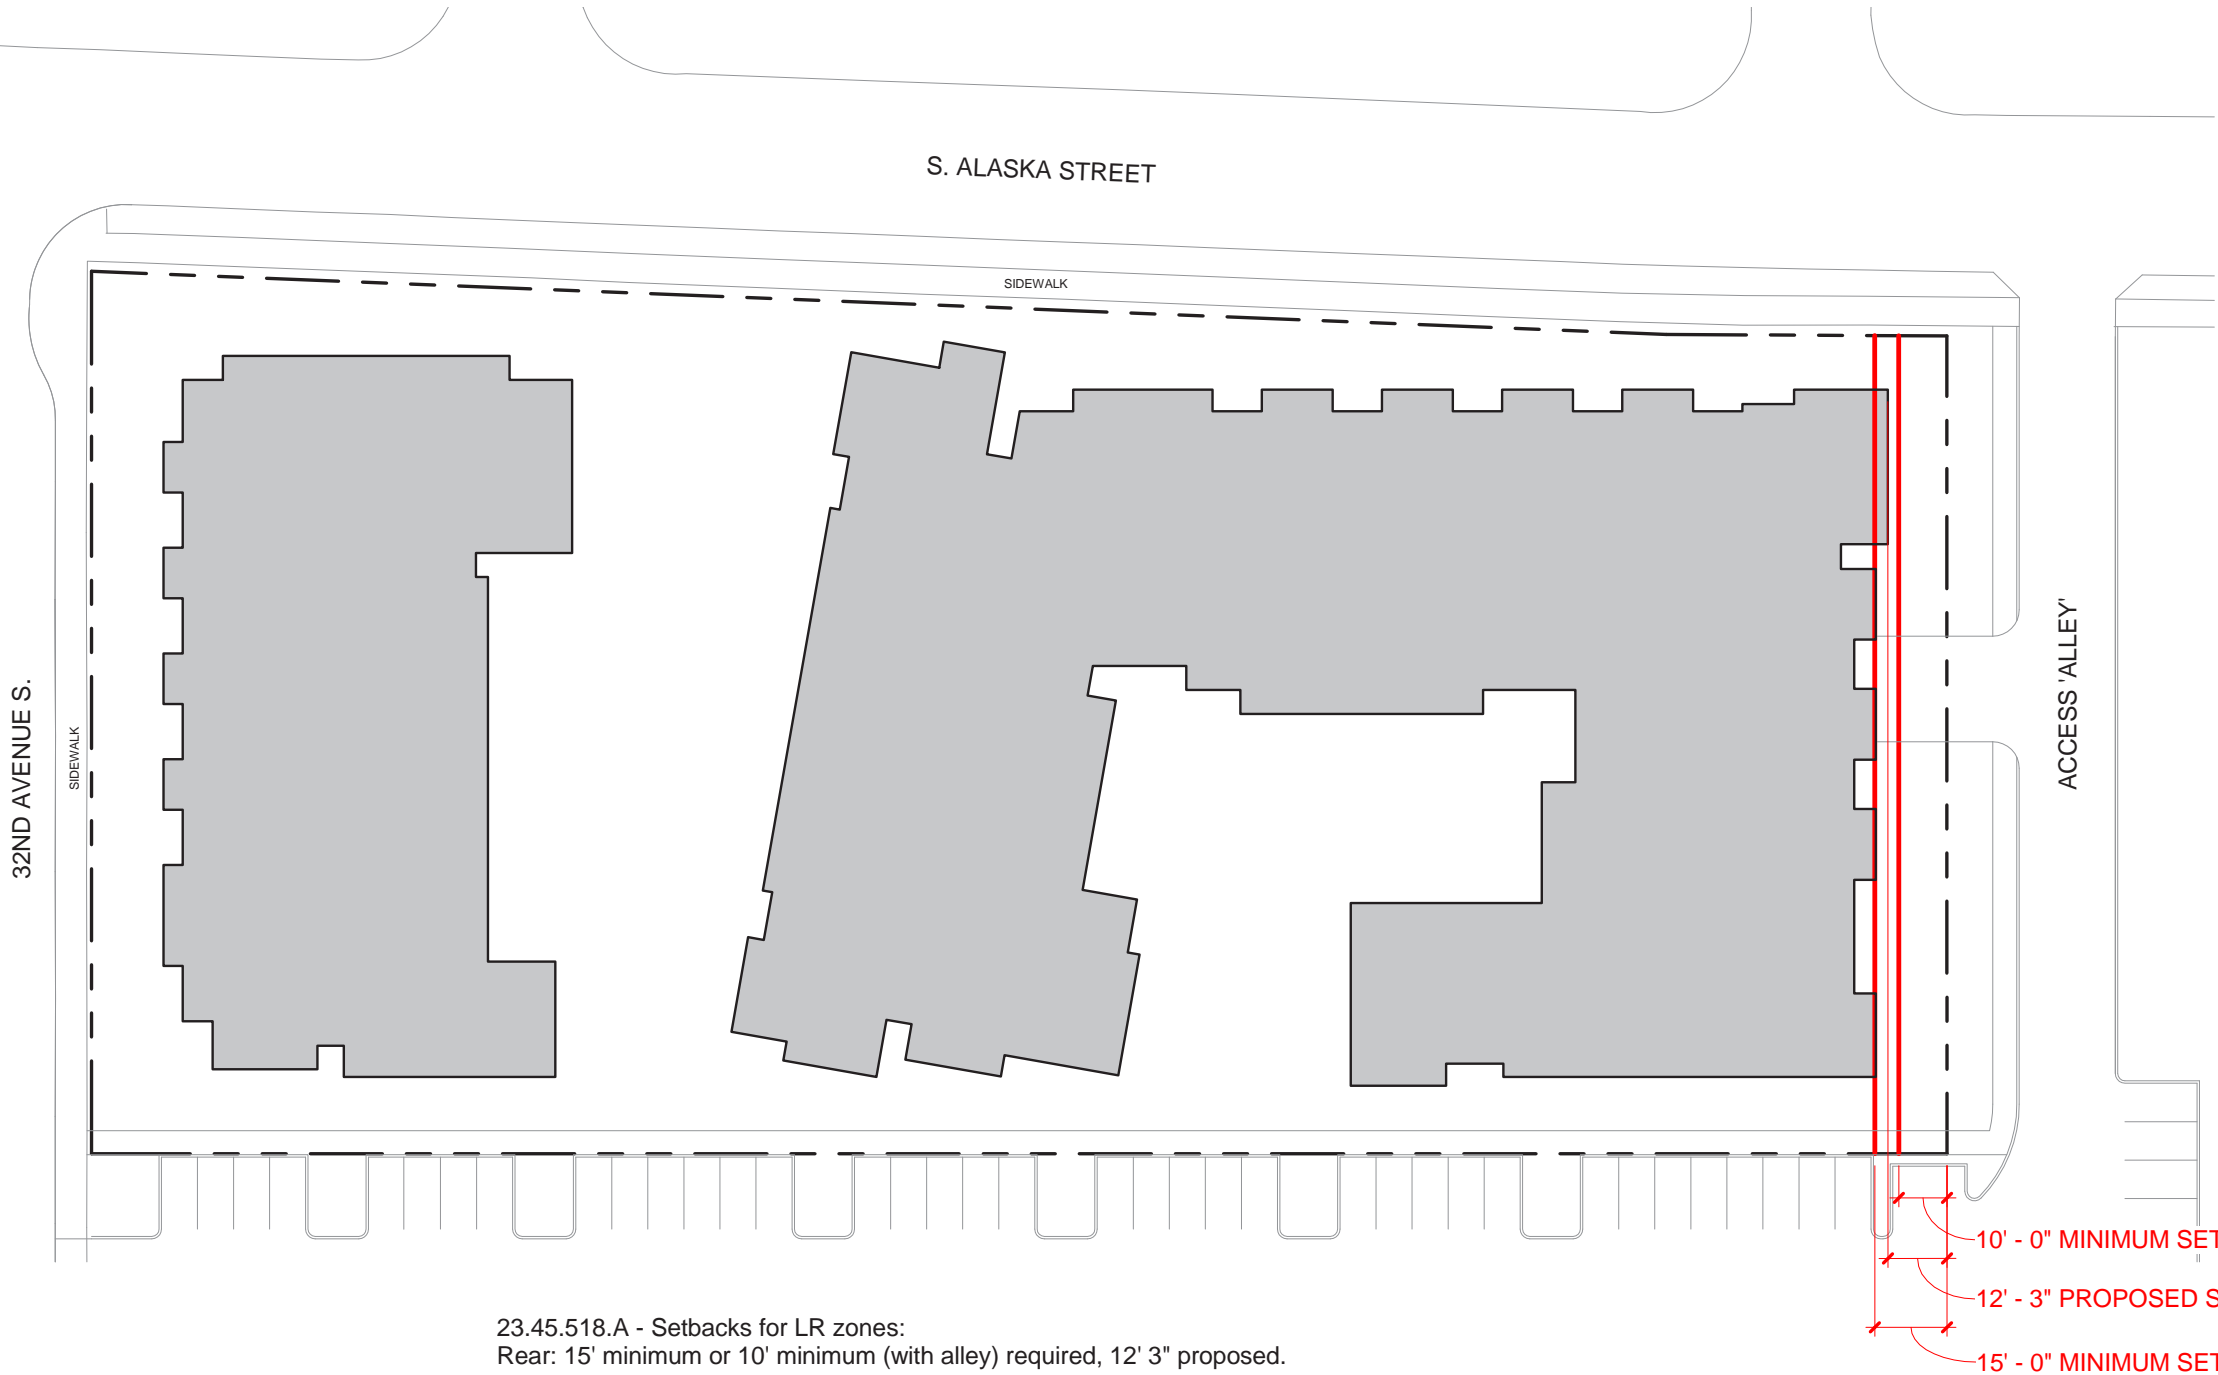 S. ALASKA STREET
SIDEWALK
32ND AVENUE S.
SIDEWALK
ACCESS 'ALLEY'
10' - 0" MINIMUM SET
12' - 3" PROPOSED S
15' - 0" MINIMUM SET
23.45.518.A - Setbacks for LR zones:
Rear: 15' minimum or 10' minimum (with alley) required, 12' 3" proposed.